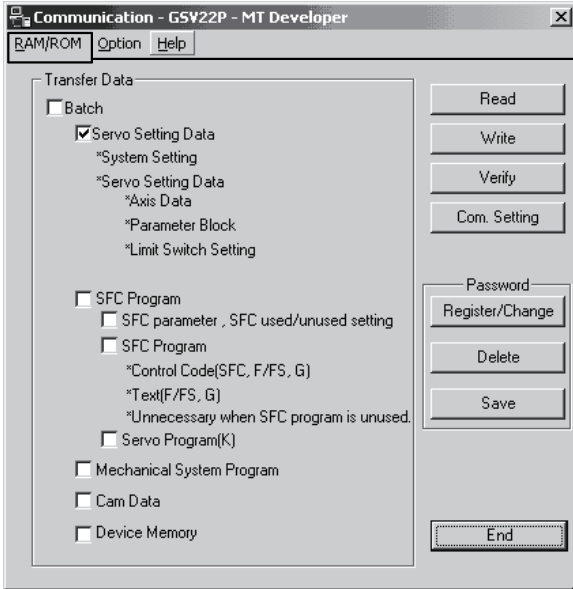 Communication - GSV22P - MT Developer
RAM/ROM Option Help
Transfer Data
Batch
Servo Setting Data
*System Setting
*Servo Setting Data
*Axis Data
*Parameter Block
*Limit Switch Setting
SFC Program
SFC parameter , SFC used/unused setting
SFC Program
*Control Code(SFC, F/FS, G)
*Text(F/FS, G)
*Unnecessary when SFC program is unused.
Servo Program(K)
Mechanical System Program
Cam Data
Device Memory
Read
Write
Verify
Com. Setting
Password
Register/Change
Delete
Save
End